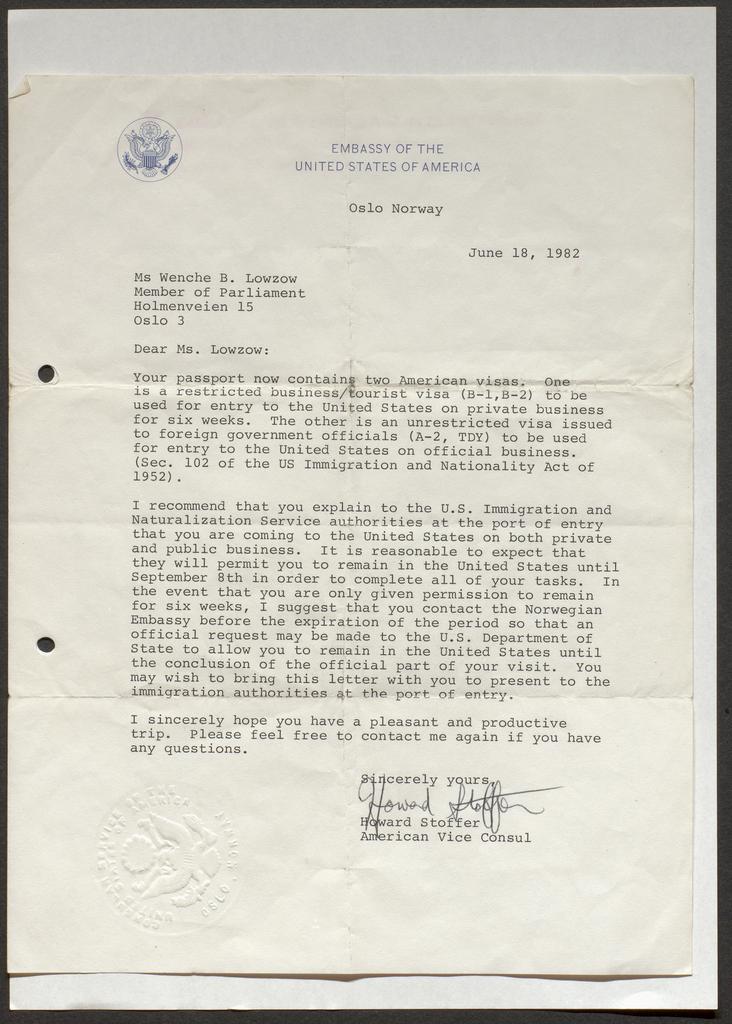 EMBASSY OF THE
UNITED STATES OF AMERICA
Oslo Norway
June 18, 1982
Ms Wenche B. Lowzow
Member of Parliament
Holmenveien 15
Oslo 3
Dear Ms. Lowzow:
Your passport now contains two American visas. One
is a restricted business/tourist visa (B-1,B-2) to be
used for entry to the United States on private business
for six weeks. The other is an unrestricted visa issued
to foreign government officials (A-2, TDY) to be used
for entry to the United States on official business.
(Sec. 102 of the US Immigration and Nationality Act of
1952).
I recommend that you explain to the U.S. Immigration and
Naturalization Service authorities at the port of entry
that you are coming to the United States on both private
and public business. It is reasonable to expect that
they will permit you to remain in the United States until
September 8th in order to complete all of your tasks. In
the event that you are only given permission to remain
for six weeks, I suggest that you contact the Norwegian
Embassy before the expiration of the period so that an
official request may be made to the U.S. Department of
State to allow you to remain in the United States until
the conclusion of the official part of your visit. You
may wish to bring this letter with you to present to the
immigration authorities at the port of entry.
I sincerely hope you have a pleasant and productive
trip. Please feel free to contact me again if you have
any questions.
Sincerely yours,
Howard Stoffer
Howard Stoffer
American Vice Consul
OSLO NORWAY